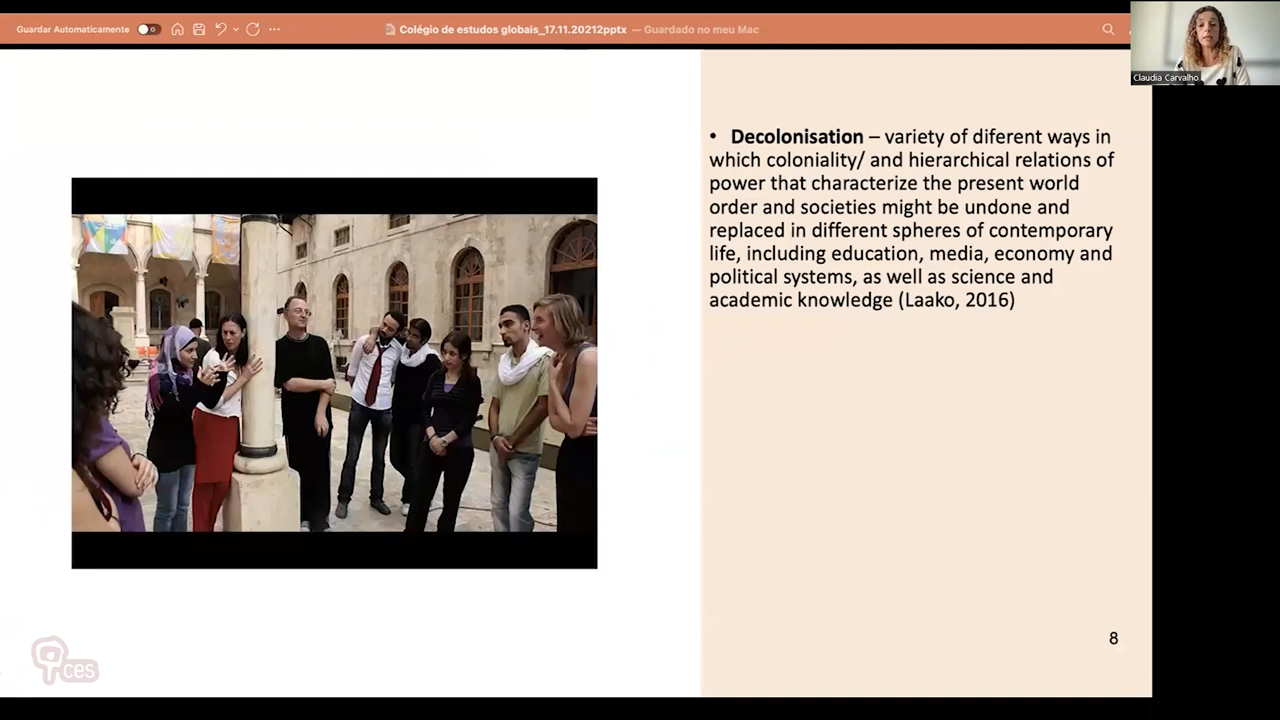 Guardar Automaticamente
Colégio de estudos globais_17.11.20212pptx — Guardado no meu Mac
Claudia Carvalho
• Decolonisation – variety of diferent ways in
which coloniality/ and hierarchical relations of
power that characterize the present world
order and societies might be undone and
replaced in different spheres of contemporary
life, including education, media, economy and
political systems, as well as science and
academic knowledge (Laako, 2016)
8
ces